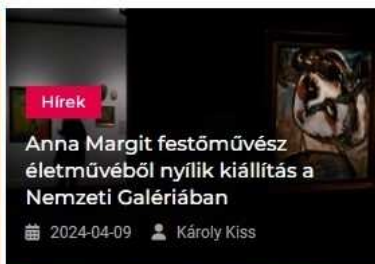 Hírek
Anna Margit festőművész
életművéből nyílik kiállítás a
Nemzeti Galériában
2024-04-09 Károly Kiss